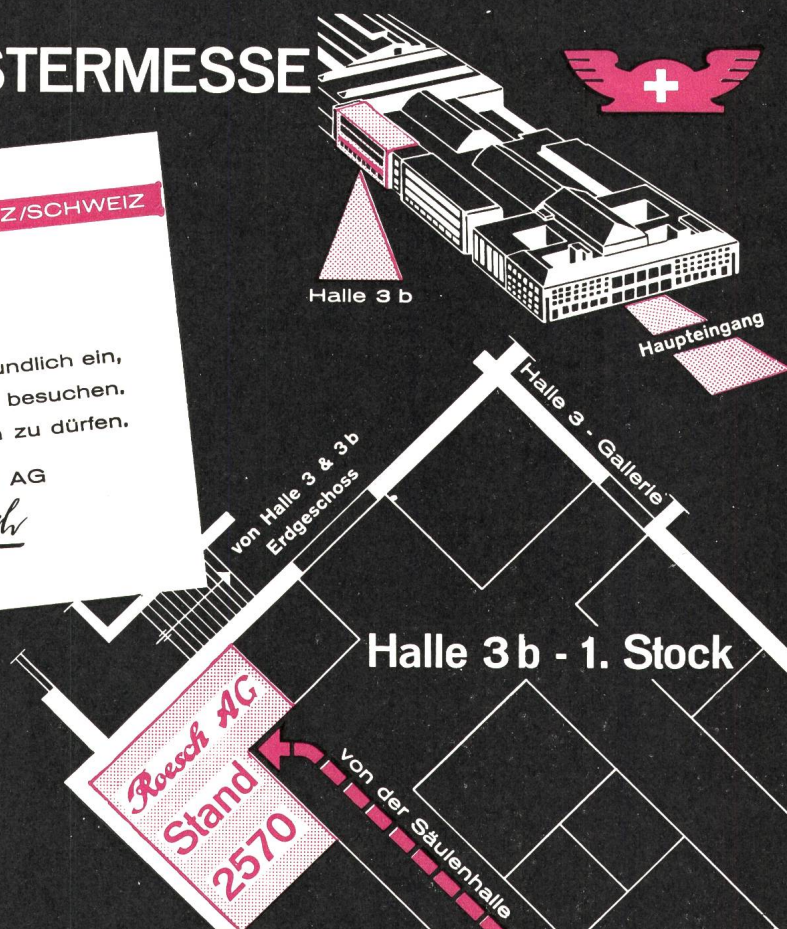 STERMESSE
Z/SCHWEIZ
undlich ein,
besuchen.
zu dürfen.
AG
Halle 3 b
Haupteingang
Halle 3 - Gallerie
von Halle 3 & 3b
Erdgeschoss
Halle 3 b - 1. Stock
Roesch AG
Stand
2570
von der Säulenhalle